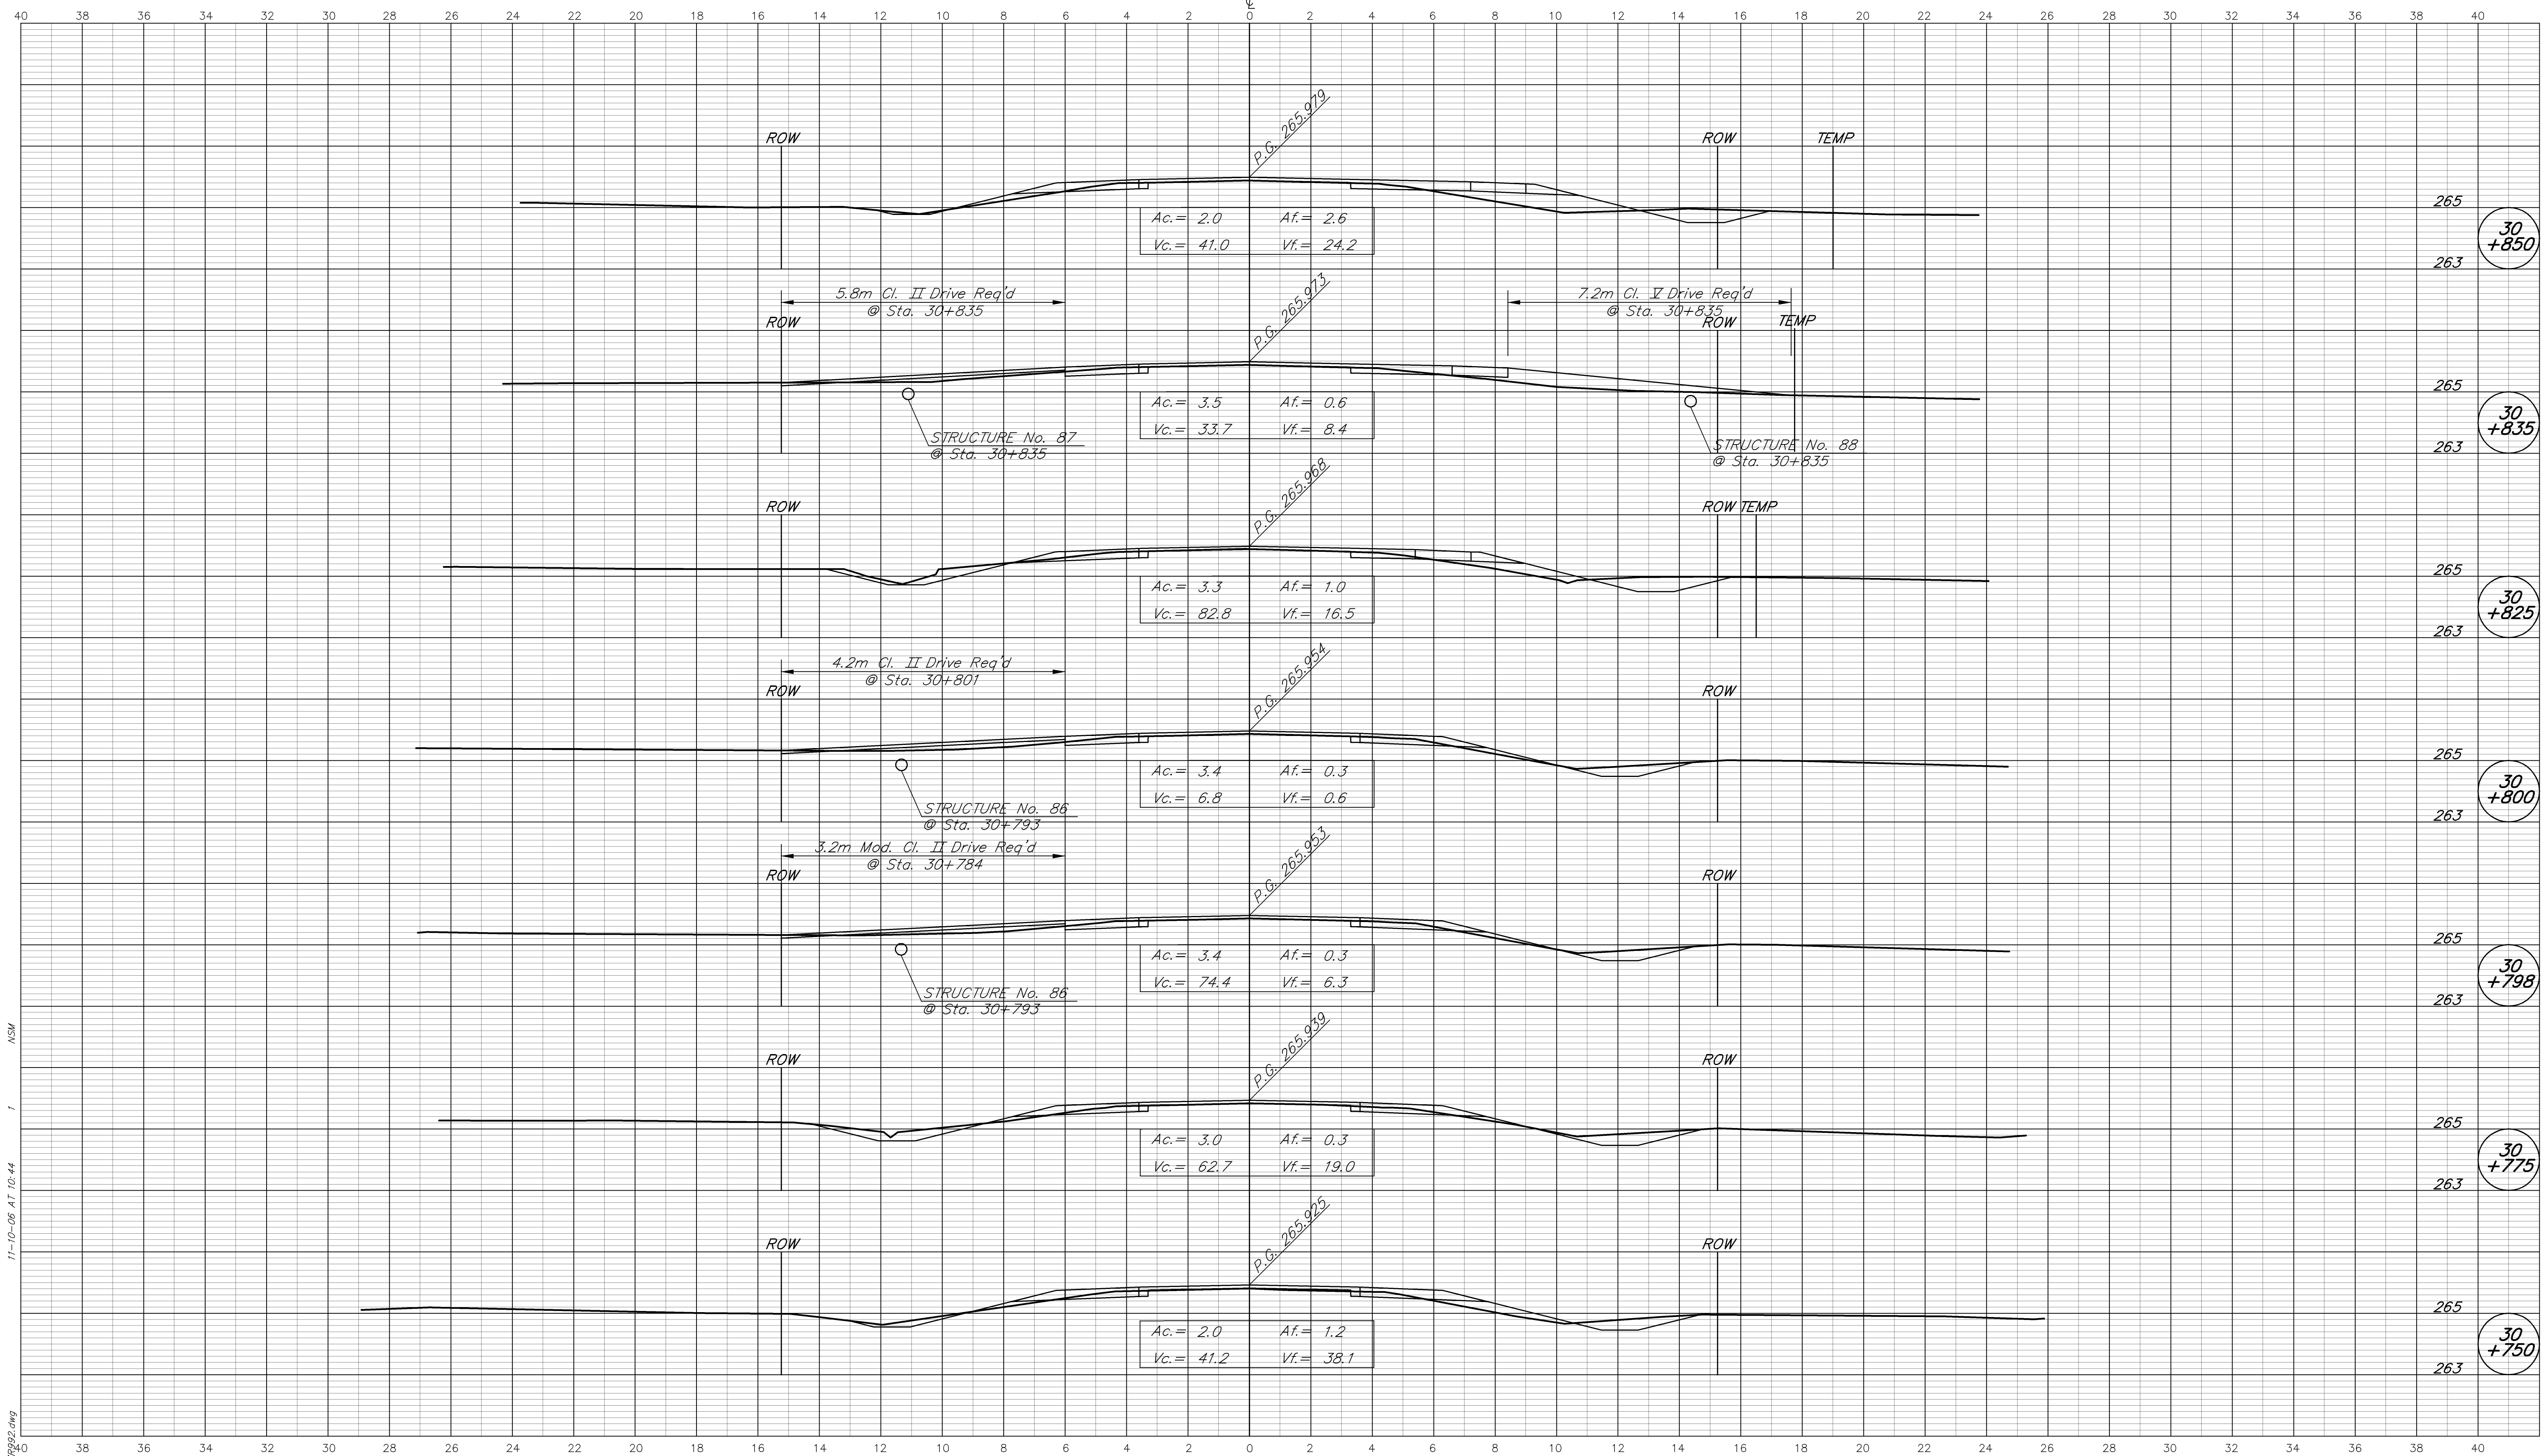 ℄
40 38 36 34 32 30 28 26 24 22 20 18 16 14 12 10 8 6 4 2 0 2 4 6 8 10 12 14 16 18 20 22 24 26 28 30 32 34 36 38 40
P.G. 265.979
ROW ROW TEMP
265
Ac.= 2.0 Af.= 2.6
Vc.= 41.0 Vf.= 24.2
30
+850
263
P.G. 265.973
5.8m Cl. II Drive Req'd
@ Sta. 30+835
7.2m Cl. V Drive Req'd
@ Sta. 30+835
ROW ROW TEMP
265
Ac.= 3.5 Af.= 0.6
Vc.= 33.7 Vf.= 8.4
30
+835
STRUCTURE No. 87
@ Sta. 30+835
STRUCTURE No. 88
@ Sta. 30+835
263
P.G. 265.968
ROW ROW TEMP
265
Ac.= 3.3 Af.= 1.0
Vc.= 82.8 Vf.= 16.5
30
+825
263
P.G. 265.954
4.2m Cl. II Drive Req'd
@ Sta. 30+801
ROW ROW
265
Ac.= 3.4 Af.= 0.3
Vc.= 6.8 Vf.= 0.6
30
+800
STRUCTURE No. 86
@ Sta. 30+793
263
P.G. 265.953
3.2m Mod. Cl. II Drive Req'd
@ Sta. 30+784
ROW ROW
265
Ac.= 3.4 Af.= 0.3
Vc.= 74.4 Vf.= 6.3
30
+798
STRUCTURE No. 86
@ Sta. 30+793
263
P.G. 265.939
ROW ROW
265
Ac.= 3.0 Af.= 0.3
Vc.= 62.7 Vf.= 19.0
30
+775
263
P.G. 265.925
ROW ROW
265
Ac.= 2.0 Af.= 1.2
Vc.= 41.2 Vf.= 38.1
30
+750
263
40 38 36 34 32 30 28 26 24 22 20 18 16 14 12 10 8 6 4 2 0 2 4 6 8 10 12 14 16 18 20 22 24 26 28 30 32 34 36 38 40
11-10-06 AT 10:44 1 NSM